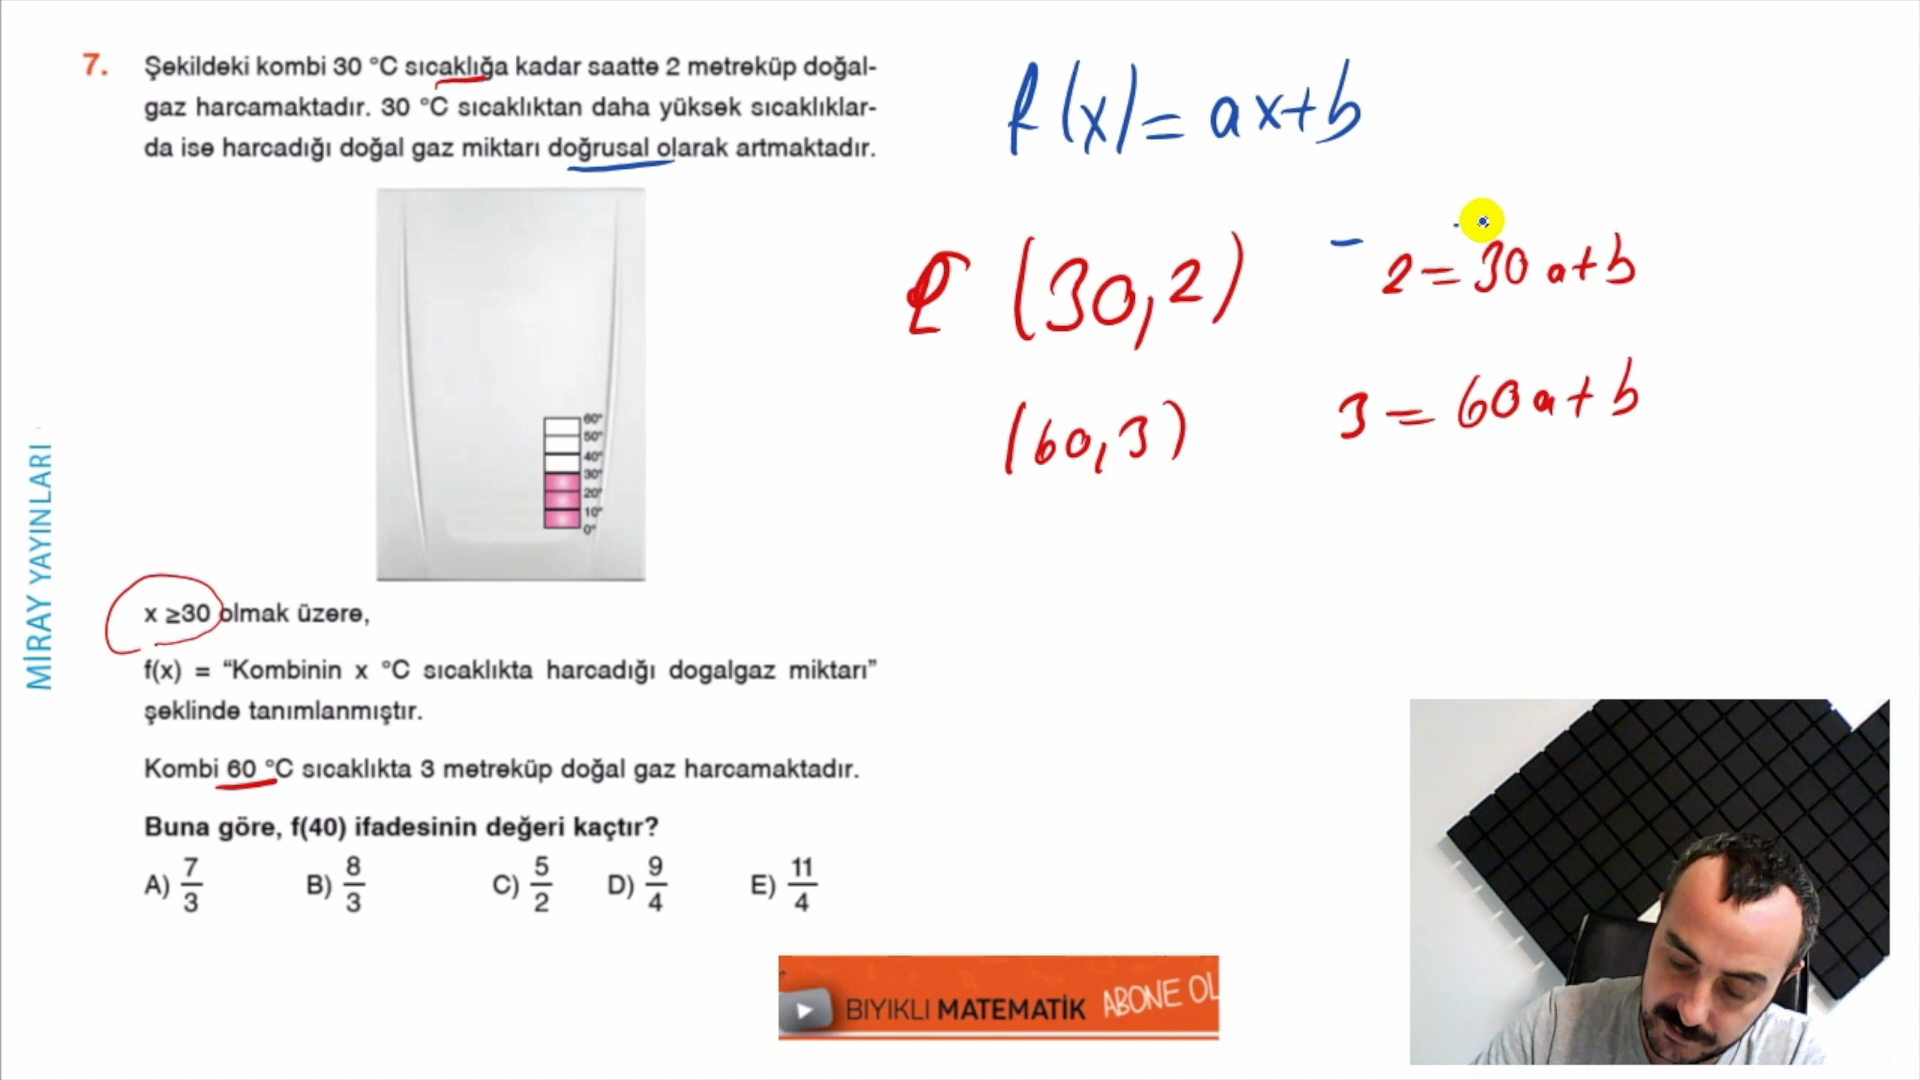 7. Şekildeki kombi 30 °C sıcaklığa kadar saatte 2 metreküp doğal-
gaz harcamaktadır. 30 °C sıcaklıktan daha yüksek sıcaklıklar-
da ise harcadığı doğal gaz miktarı doğrusal olarak artmaktadır.
60°
50°
40°
30°
20°
10°
0°
x ≥30 olmak üzere,
f(x) = “Kombinin x °C sıcaklıkta harcadığı dogalgaz miktarı”
şeklinde tanımlanmıştır.
Kombi 60 °C sıcaklıkta 3 metreküp doğal gaz harcamaktadır.
Buna göre, f(40) ifadesinin değeri kaçtır?
A) 7/3 B) 8/3 C) 5/2 D) 9/4 E) 11/4
MİRAY YAYINLARI
f(x) = ax+b
(30,2) - 2=30a+b
(60,3) 3=60a+b
BIYIKLI MATEMATİK ABONE OL